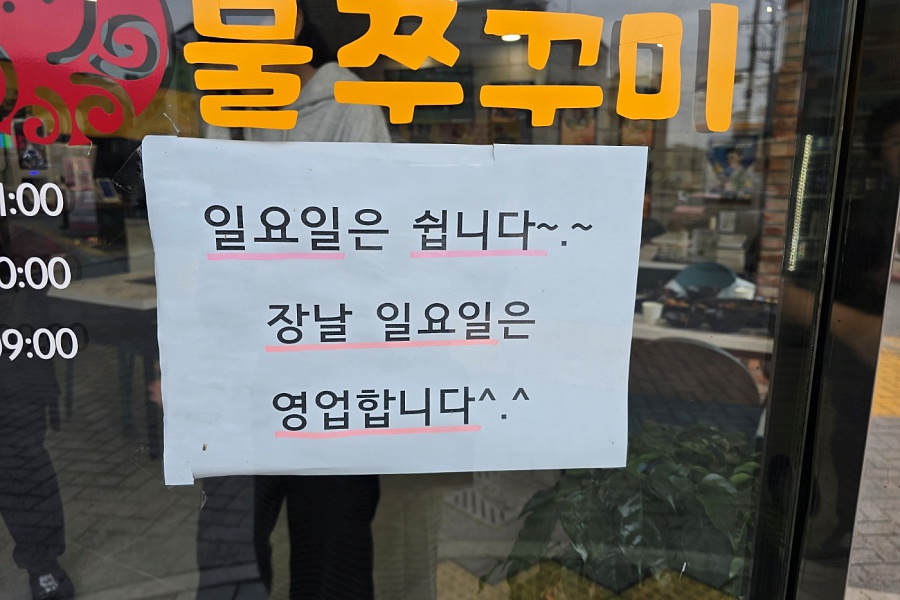 물쭈꾸미
1:00
0:00
09:00
일요일은 쉽니다~.~
장날 일요일은
영업합니다^.^